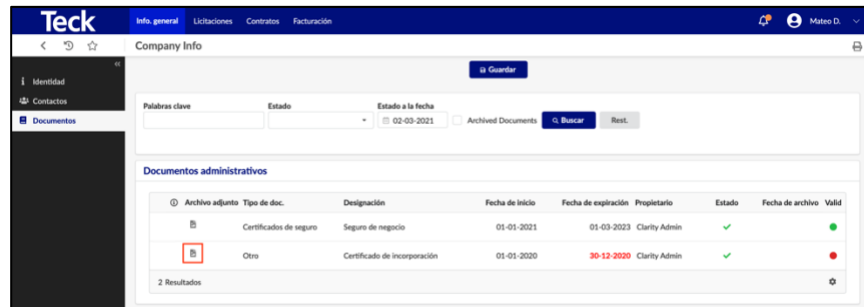 Teck
Info. general Licitaciones Contratos Facturación Mateo D.
Company Info
Guardar
Identidad
Contactos
Documentos
Palabras clave Estado Estado a la fecha
02-03-2021 Archived Documents Buscar Rest.
Documentos administrativos
Archivo adjunto Tipo de doc. Designación Fecha de inicio Fecha de expiración Propietario Estado Fecha de archivo Valid
Certificados de seguro Seguro de negocio 01-01-2021 01-03-2023 Clarity Admin
Otro Certificado de incorporación 01-01-2020 30-12-2020 Clarity Admin
2 Resultados